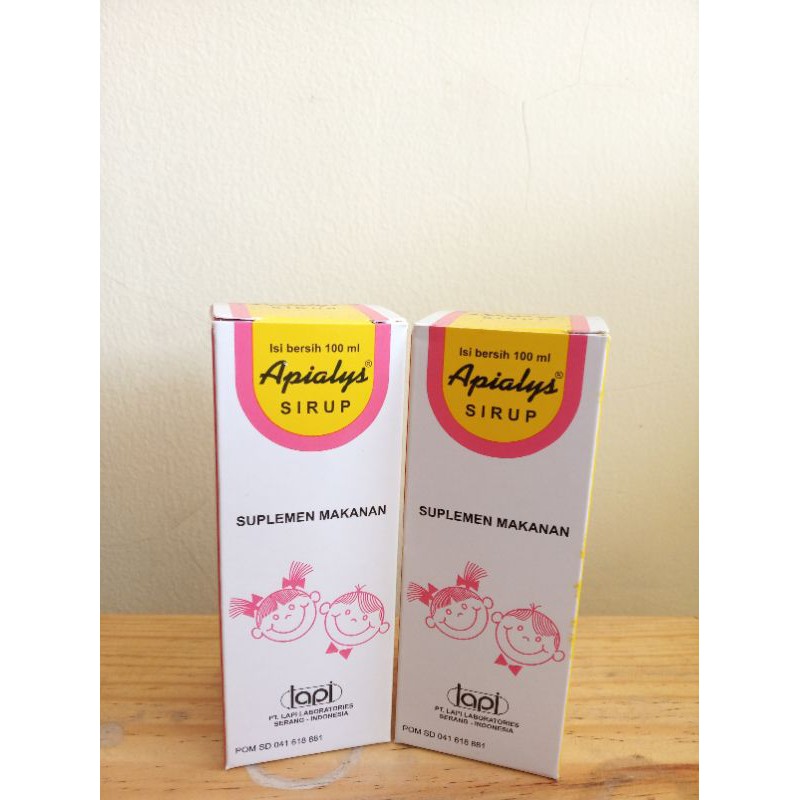 Isi bersih 100 ml
Apialys®
SIRUP
SUPLEMEN MAKANAN
lapi
PT. LAPI LABORATORIES
SERANG - INDONESIA
POM SD 041 618 881
Isi bersih 100 ml
Apialys®
SIRUP
SUPLEMEN MAKANAN
lapi
PT. LAPI LABORATORIES
SERANG - INDONESIA
POM SD 041 618 881